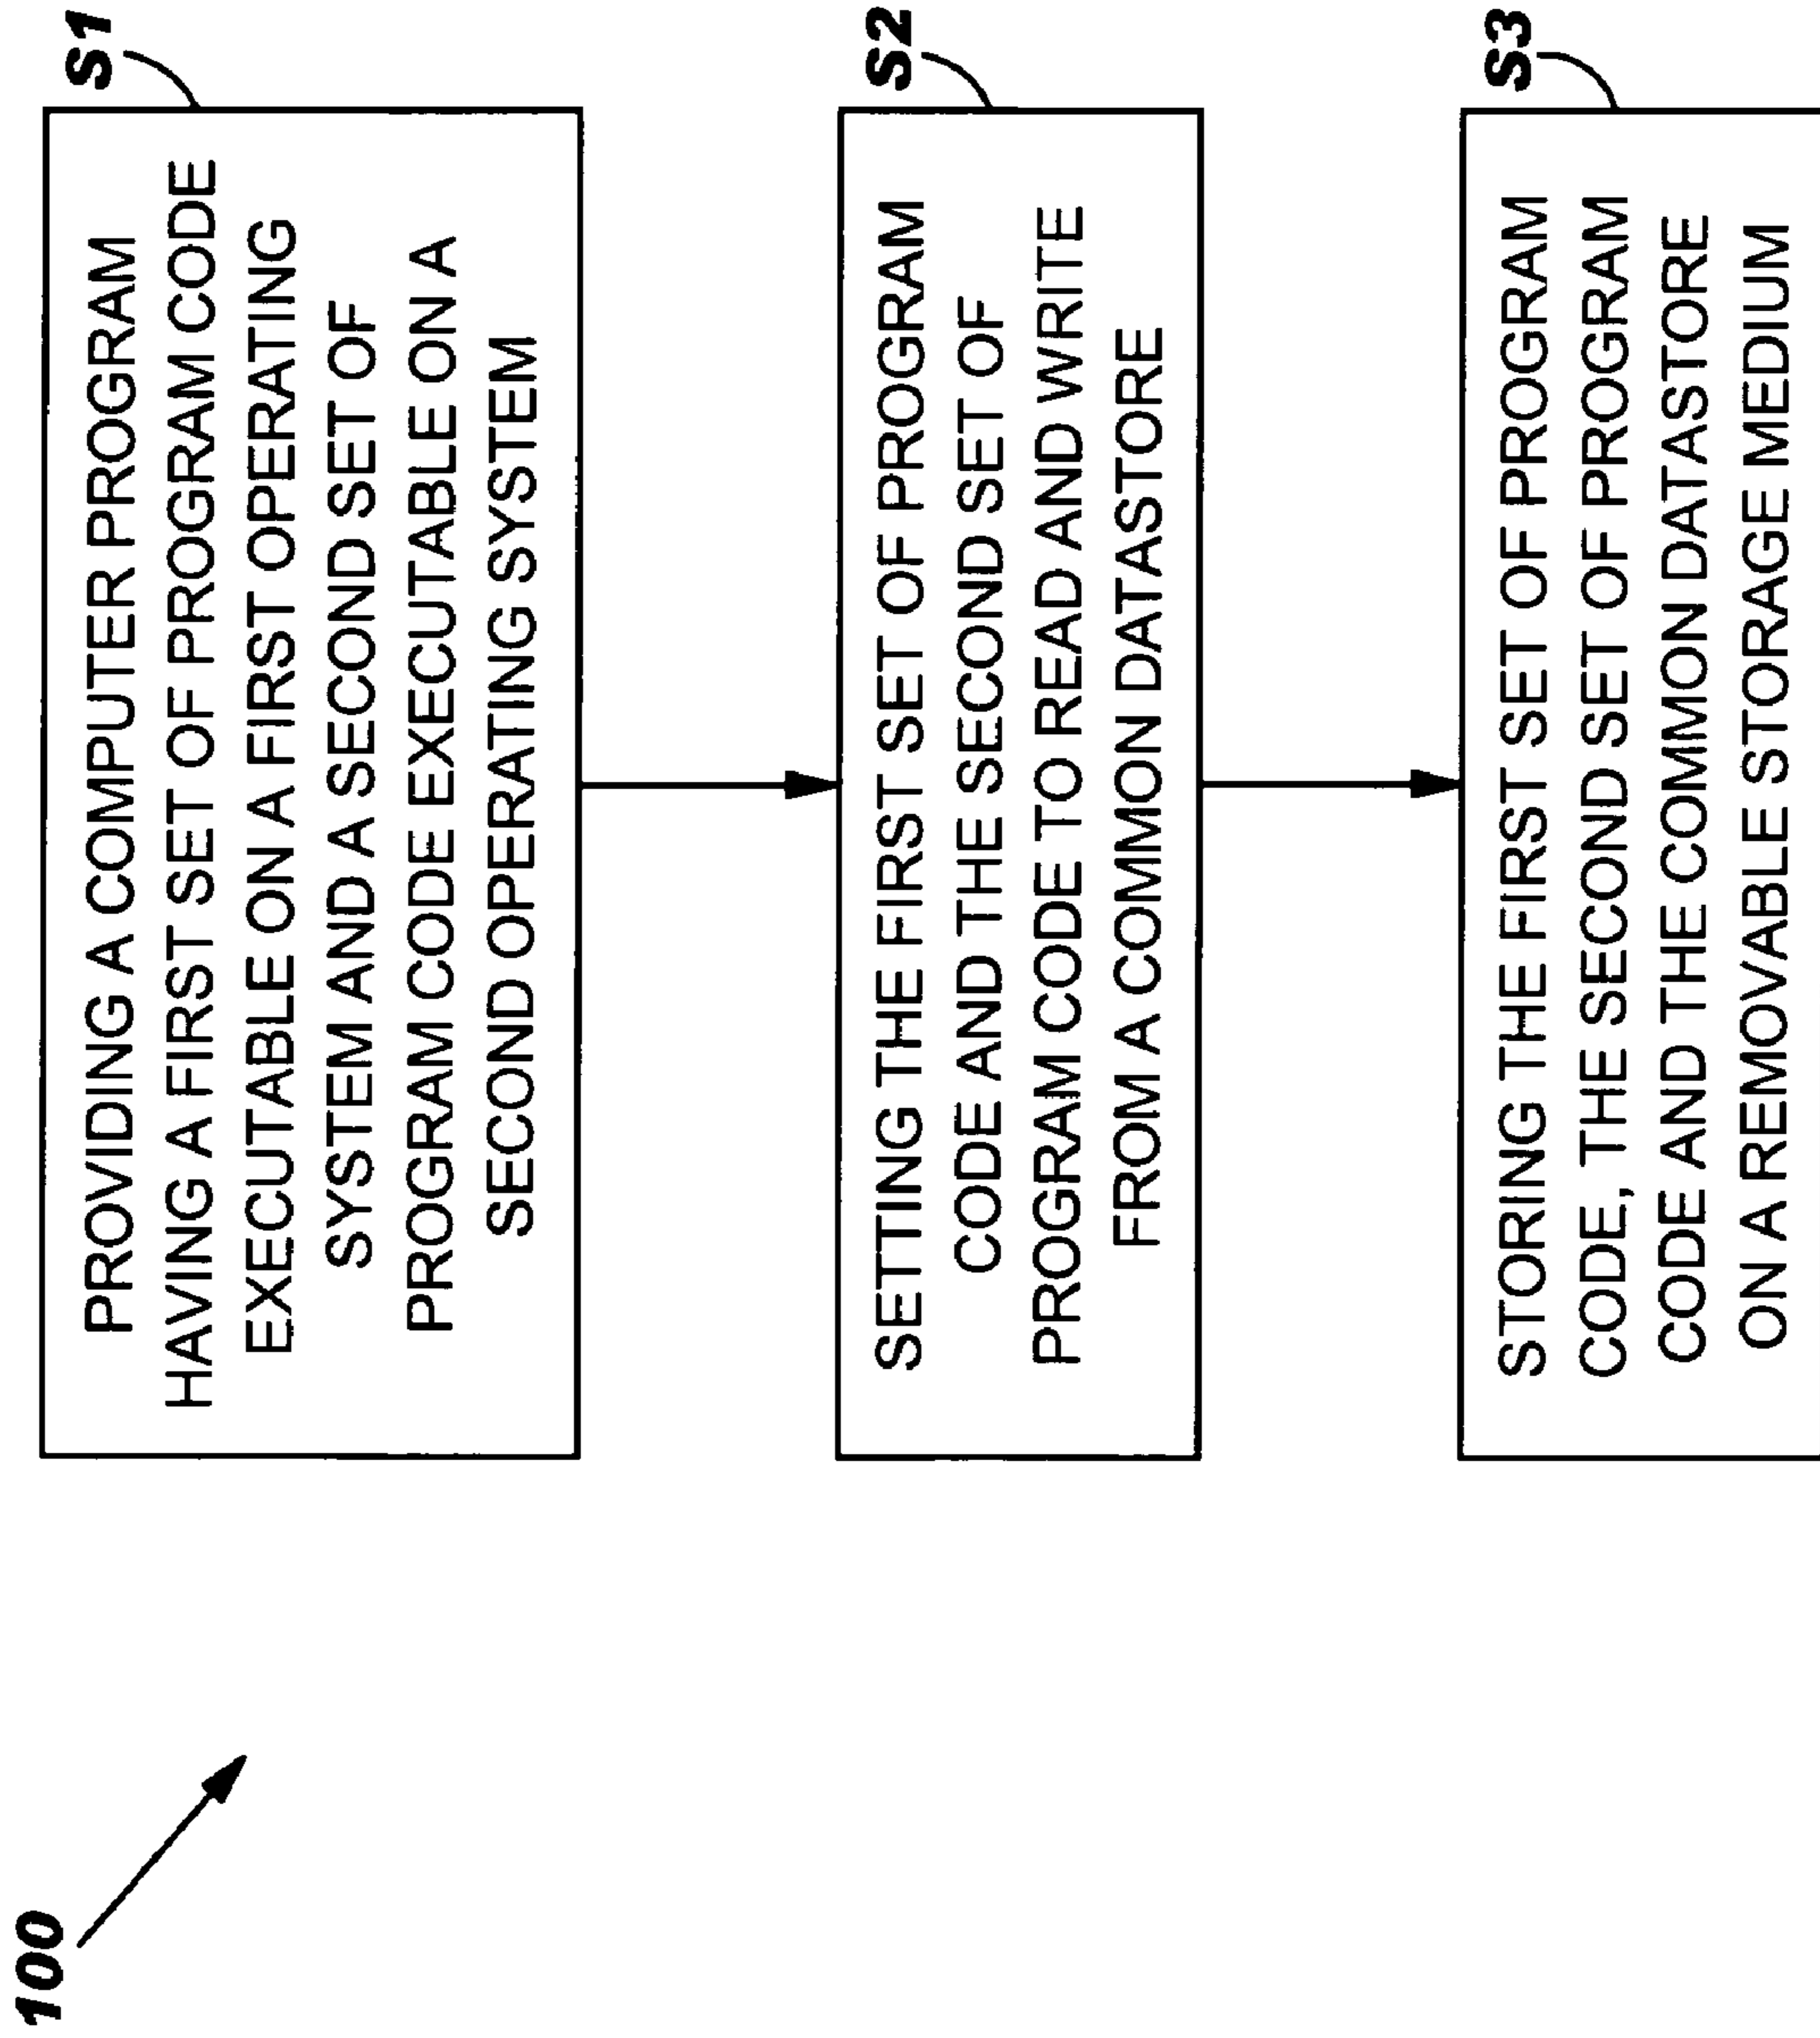 100
S1
PROVIDING A COMPUTER PROGRAM
HAVING A FIRST SET OF PROGRAM CODE
EXECUTABLE ON A FIRST OPERATING
SYSTEM AND A SECOND SET OF
PROGRAM CODE EXECUTABLE ON A
SECOND OPERATING SYSTEM
S2
SETTING THE FIRST SET OF PROGRAM
CODE AND THE SECOND SET OF
PROGRAM CODE TO READ AND WRITE
FROM A COMMON DATASTORE
S3
STORING THE FIRST SET OF PROGRAM
CODE, THE SECOND SET OF PROGRAM
CODE AND THE COMMON DATASTORE
ON A REMOVABLE STORAGE MEDIUM